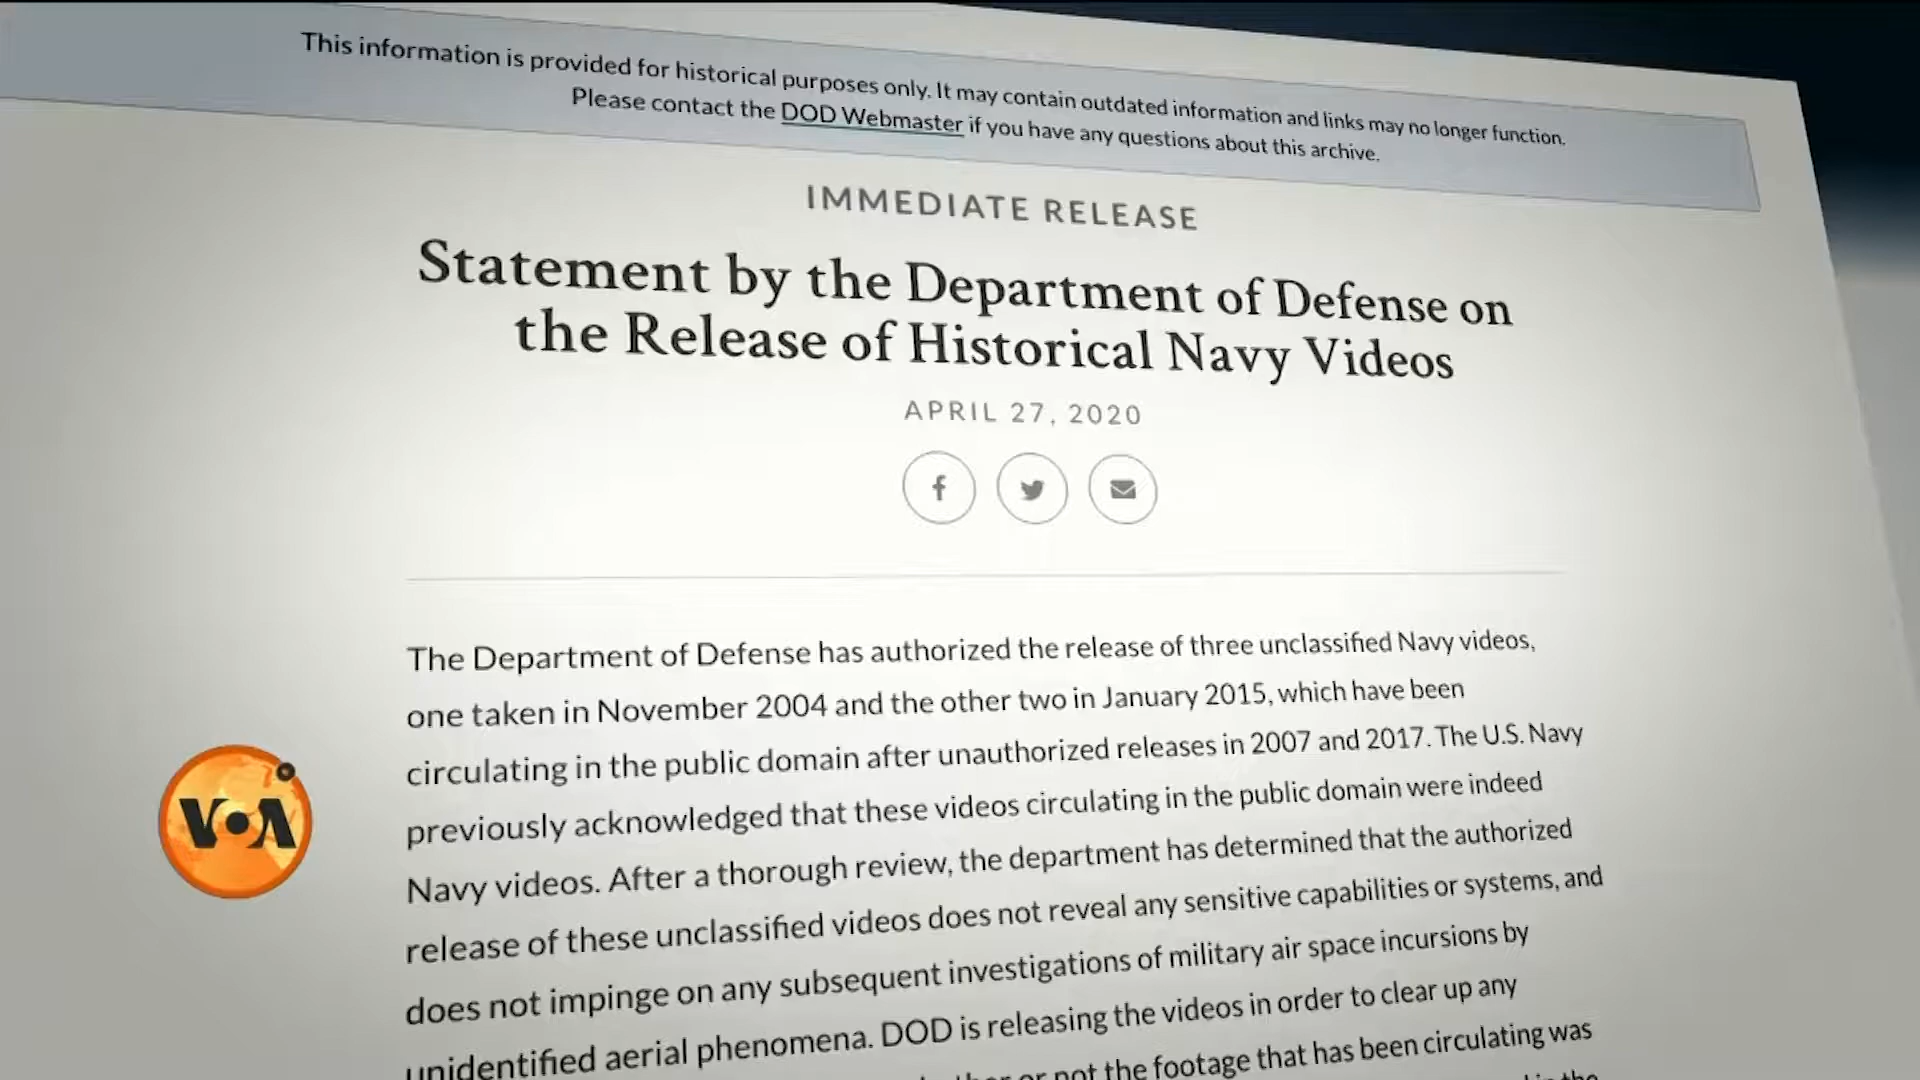 This information is provided for historical purposes only. It may contain outdated information and links may no longer function.
Please contact the DOD Webmaster if you have any questions about this archive.
IMMEDIATE RELEASE
Statement by the Department of Defense on
the Release of Historical Navy Videos
APRIL 27, 2020
The Department of Defense has authorized the release of three unclassified Navy videos,
one taken in November 2004 and the other two in January 2015, which have been
circulating in the public domain after unauthorized releases in 2007 and 2017. The U.S. Navy
previously acknowledged that these videos circulating in the public domain were indeed
Navy videos. After a thorough review, the department has determined that the authorized
release of these unclassified videos does not reveal any sensitive capabilities or systems, and
does not impinge on any subsequent investigations of military air space incursions by
unidentified aerial phenomena. DOD is releasing the videos in order to clear up any
or not the footage that has been circulating was
VOA